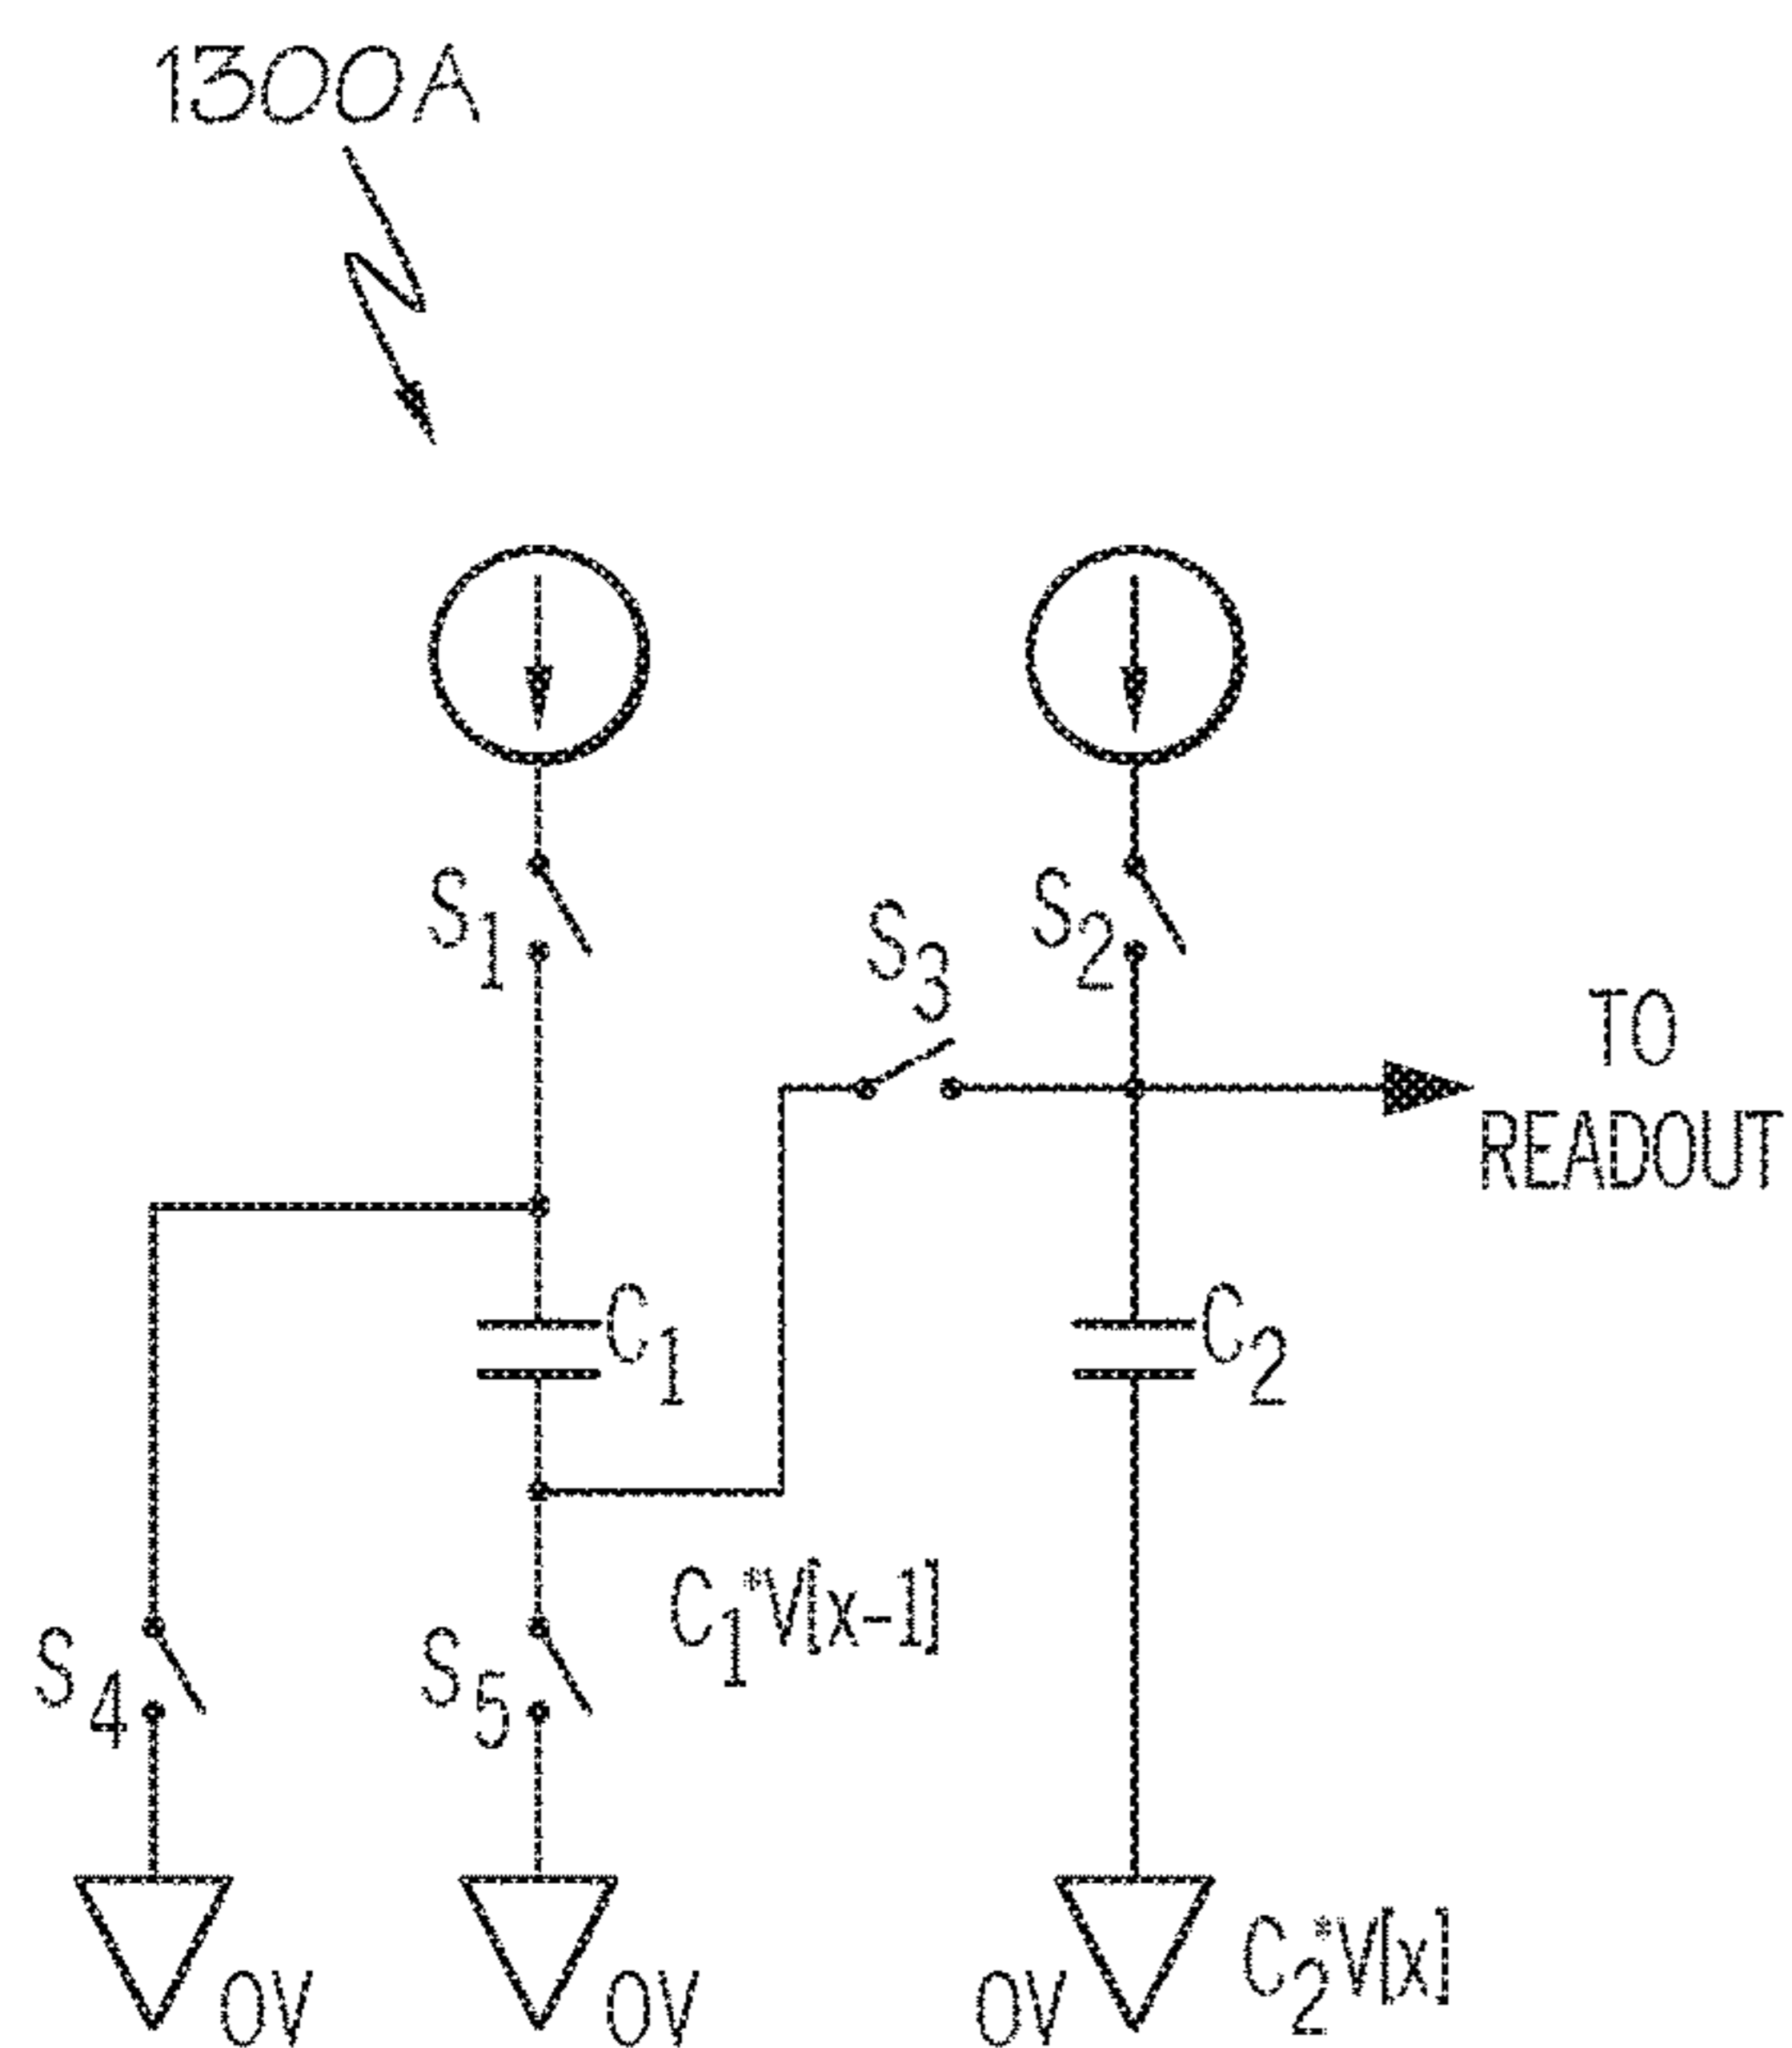 1300A
S1
S2
S3
TO
READOUT
C1
C2
C1*V[x-1]
S4
S5
0V
0V
0V
C2*V[x]